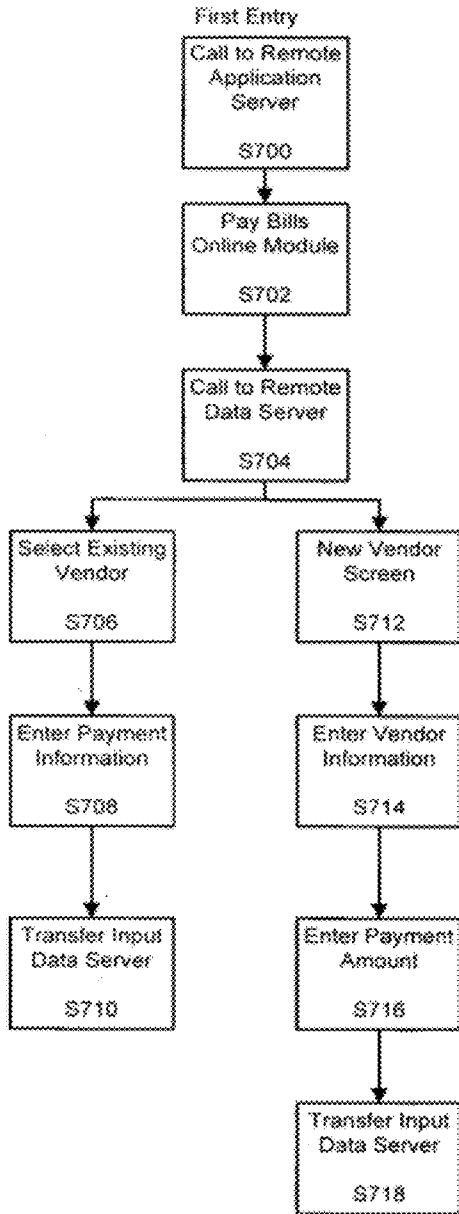 First Entry
Call to Remote
Application
Server
S700
Pay Bills
Online Module
S702
Call to Remote
Data Server
S704
Select Existing
Vendor
S706
Enter Payment
Information
S708
Transfer Input
Data Server
S710
New Vendor
Screen
S712
Enter Vendor
Information
S714
Enter Payment
Amount
S716
Transfer Input
Data Server
S718